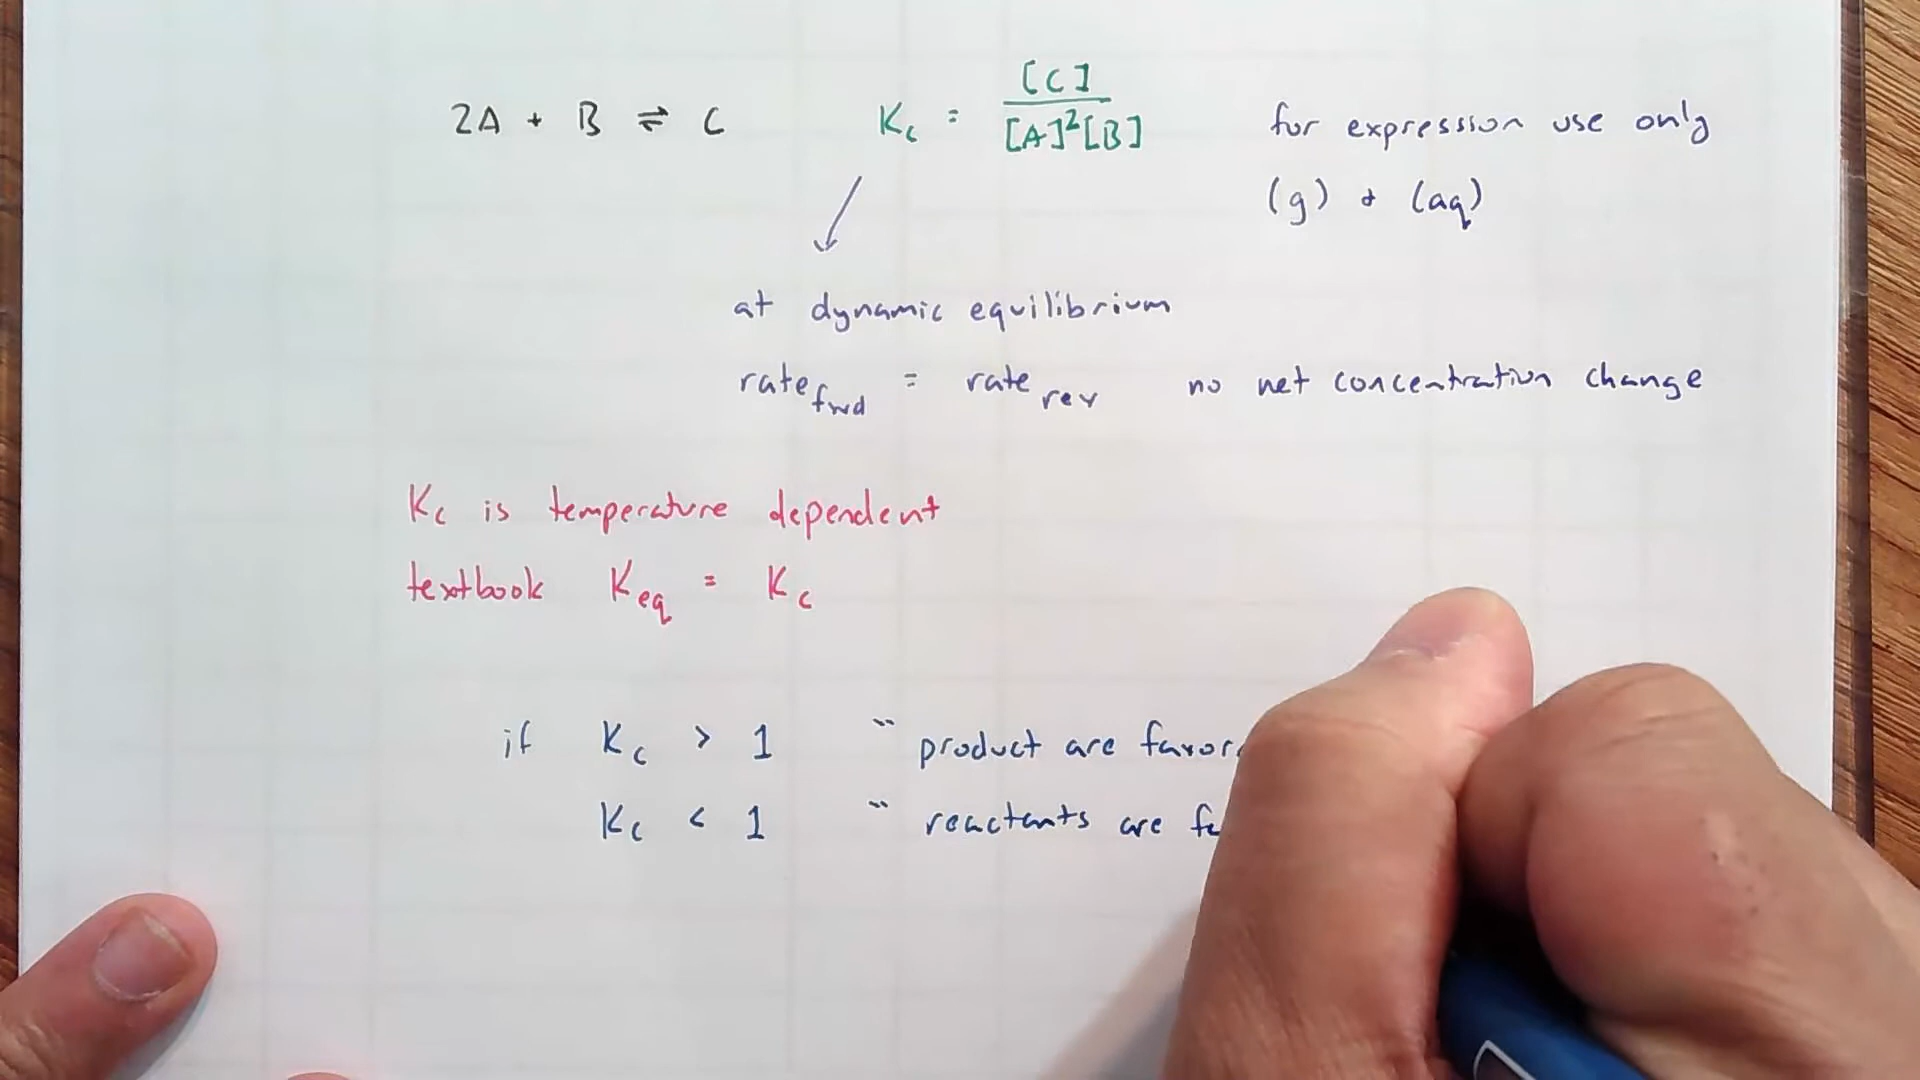 2A + B ⇌ C    Kc = [C] / [A]²[B]    for expression use only
(g) + (aq)
at dynamic equilibrium
rate fwd = rate rev    no net concentration change
Kc is temperature dependent
textbook Keq = Kc
if Kc > 1 " product are
Kc < 1 " reactants are